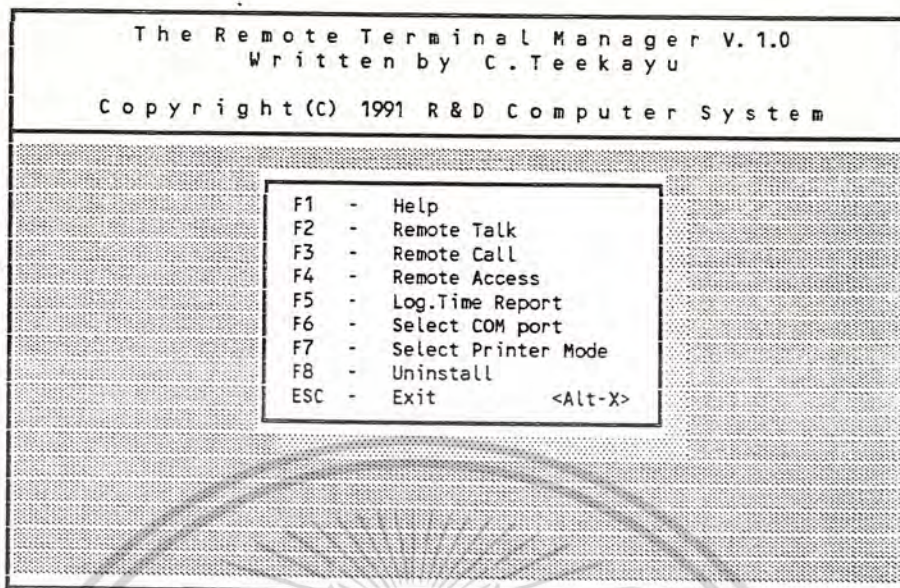 The Remote Terminal Manager V. 1.0
Written by C.Teekayu
Copyright(C) 1991 R&D Computer System
F1 - Help
F2 - Remote Talk
F3 - Remote Call
F4 - Remote Access
F5 - Log.Time Report
F6 - Select COM port
F7 - Select Printer Mode
F8 - Uninstall
ESC - Exit <Alt-X>